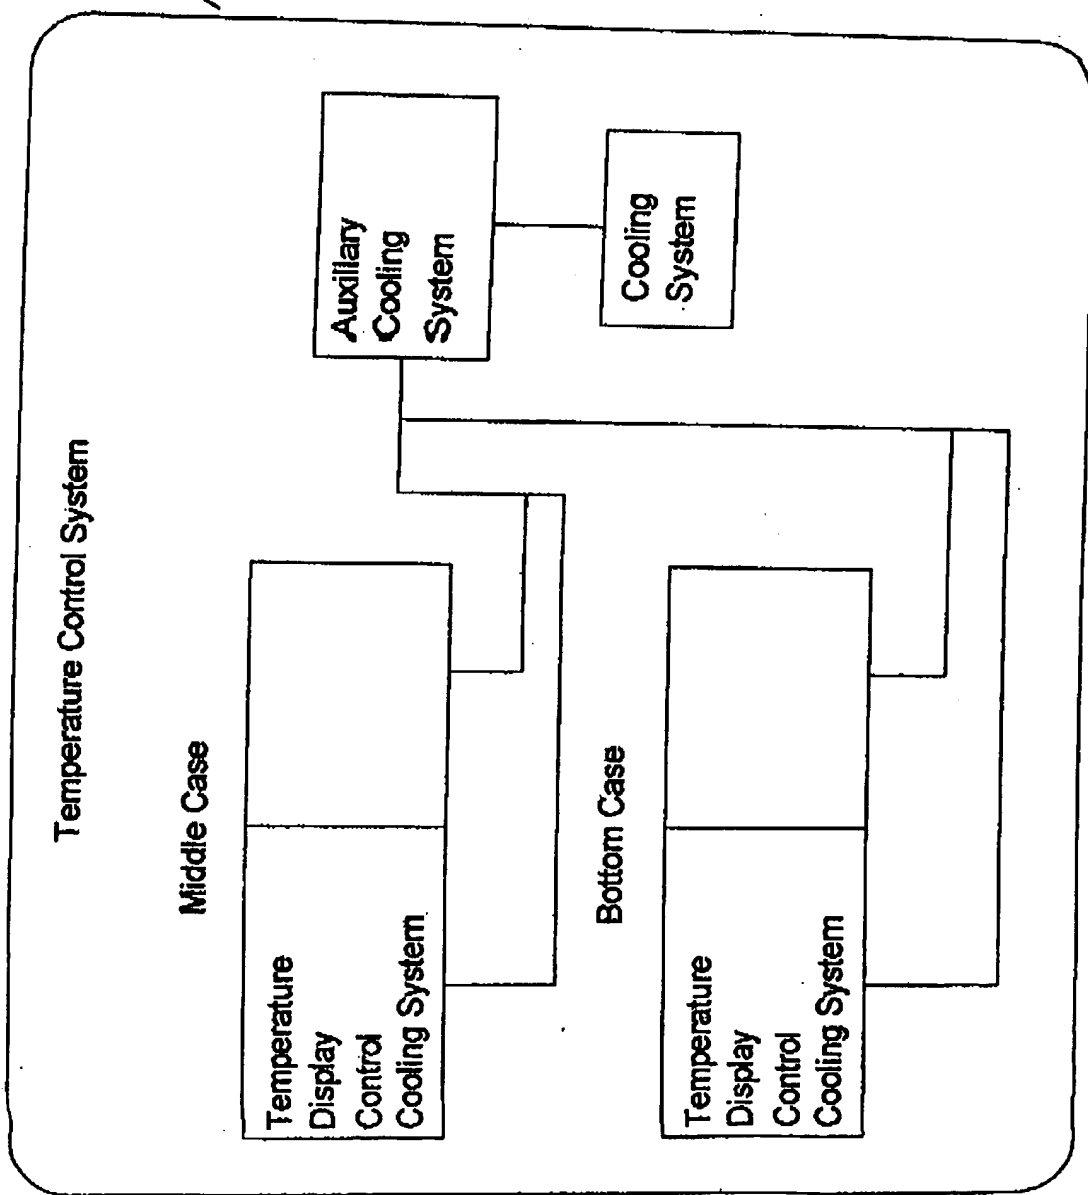 Temperature Control System
Middle Case
Temperature
Display
Control
Cooling System
Auxiliary
Cooling
System
Bottom Case
Temperature
Display
Control
Cooling System
Cooling
System